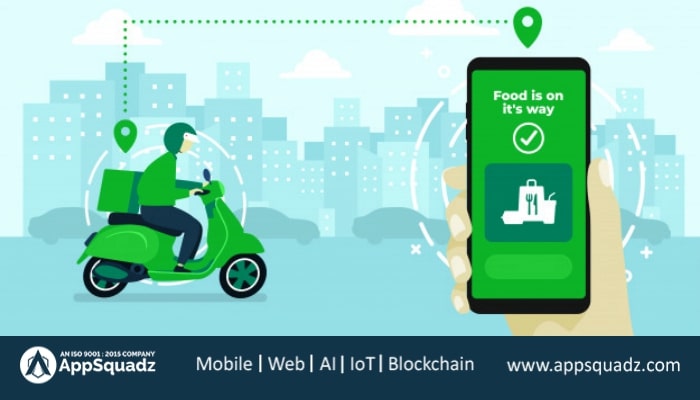 Food is on
it's way
AN ISO 9001 : 2015 COMPANY
AppSquadz
Mobile | Web | AI | IoT | Blockchain
www.appsquadz.com